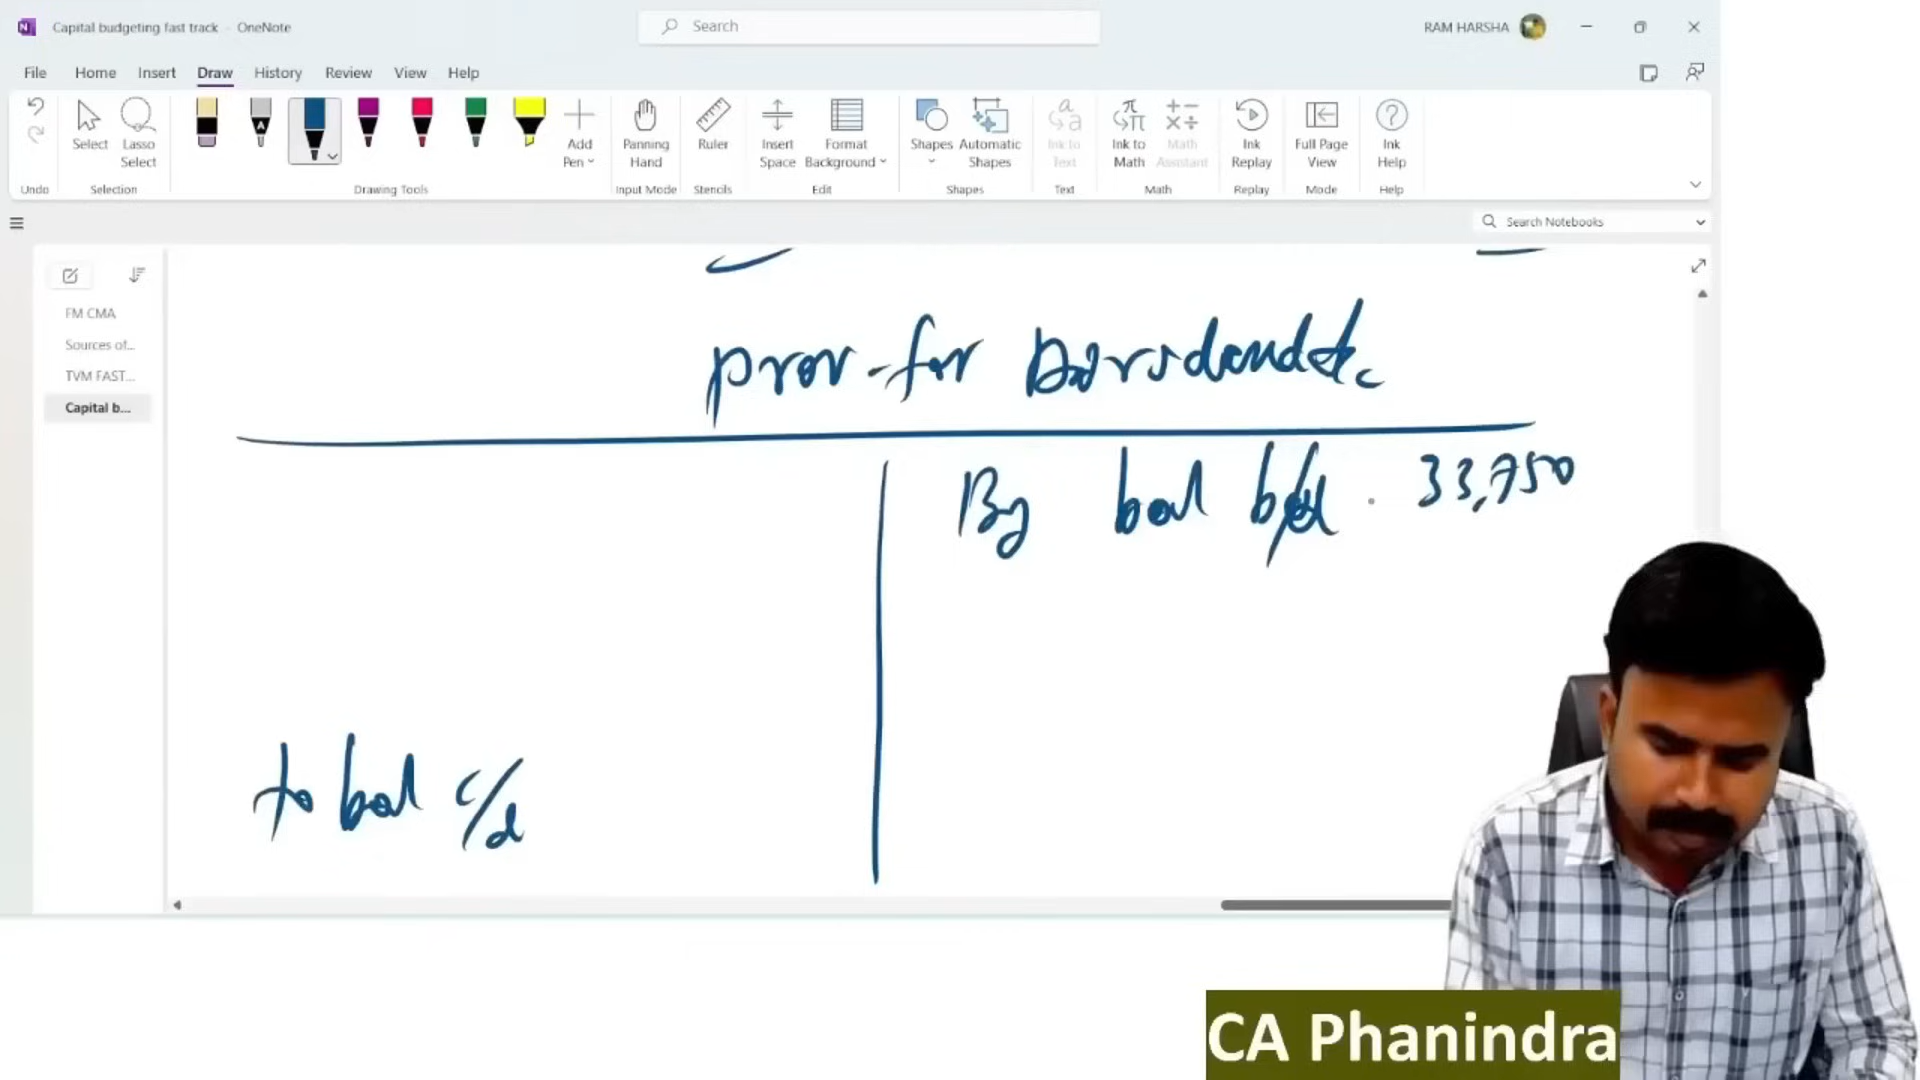 Capital budgeting fast track - OneNote
Search
RAM HARSHA
File Home Insert Draw History Review View Help
Undo
Select
Lasso Select
Selection
A
Add Pen
Drawing Tools
Panning Hand
Input Mode
Ruler
Stencils
Insert Space
Format Background
Edit
Shapes
Automatic Shapes
Shapes
Ink to Text
Text
Ink to Math
Math Assistant
Math
Ink Replay
Replay
Full Page View
Mode
Ink Help
Help
Search Notebooks
FM CMA
Sources of...
TVM FAST...
Capital b...
prov-for
By bal b/d 33,750
to bal c/d
CA Phanindra